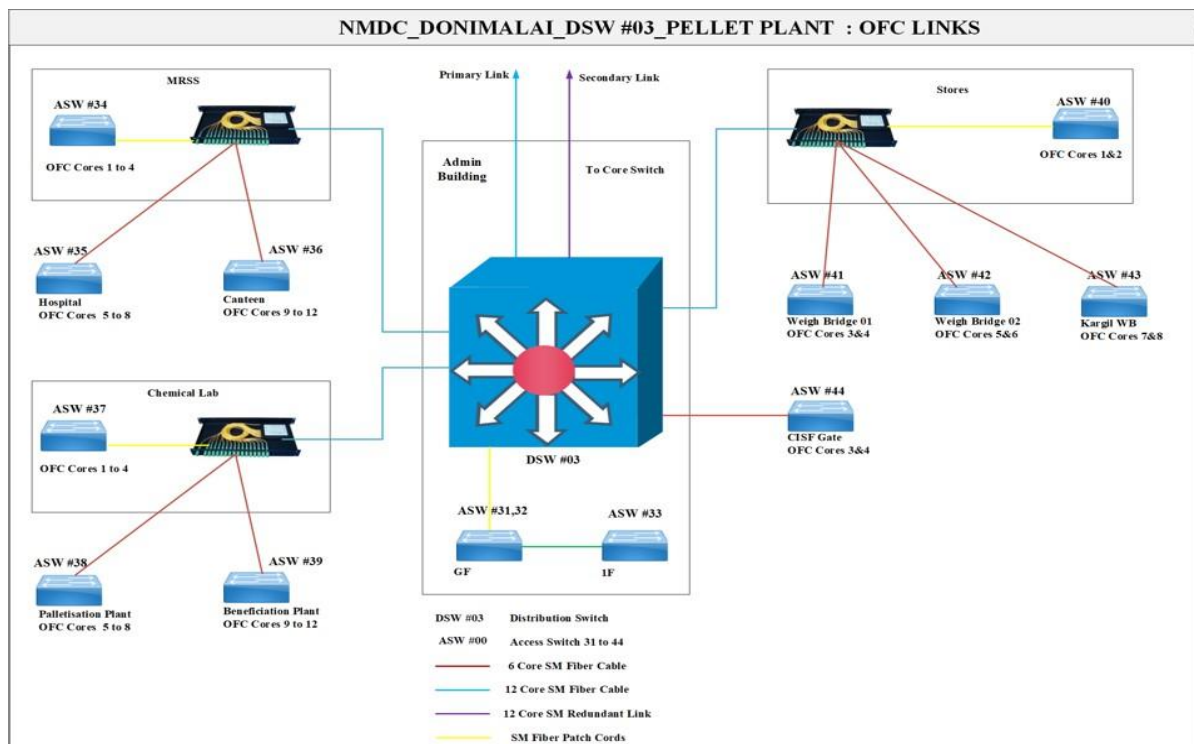 NMDC_DONIMALAI_DSW #03_PELLET PLANT : OFC LINKS
MRSS
ASW #34
OFC Cores 1 to 4
ASW #35
Hospital
OFC Cores 5 to 8
ASW #36
Canteen
OFC Cores 9 to 12
Chemical Lab
ASW #37
OFC Cores 1 to 4
ASW #38
Palletisation Plant
OFC Cores 5 to 8
ASW #39
Beneficiation Plant
OFC Cores 9 to 12
Primary Link
Secondary Link
Admin
Building
To Core Switch
DSW #03
ASW #31,32
GF
ASW #33
1F
Stores
ASW #40
OFC Cores 1&2
ASW #41
Weigh Bridge 01
OFC Cores 3&4
ASW #42
Weigh Bridge 02
OFC Cores 5&6
ASW #43
Kargil WB
OFC Cores 7&8
ASW #44
CISF Gate
OFC Cores 3&4
DSW #03 Distribution Switch
ASW #00 Access Switch 31 to 44
6 Core SM Fiber Cable
12 Core SM Fiber Cable
12 Core SM Redundant Link
SM Fiber Patch Cords